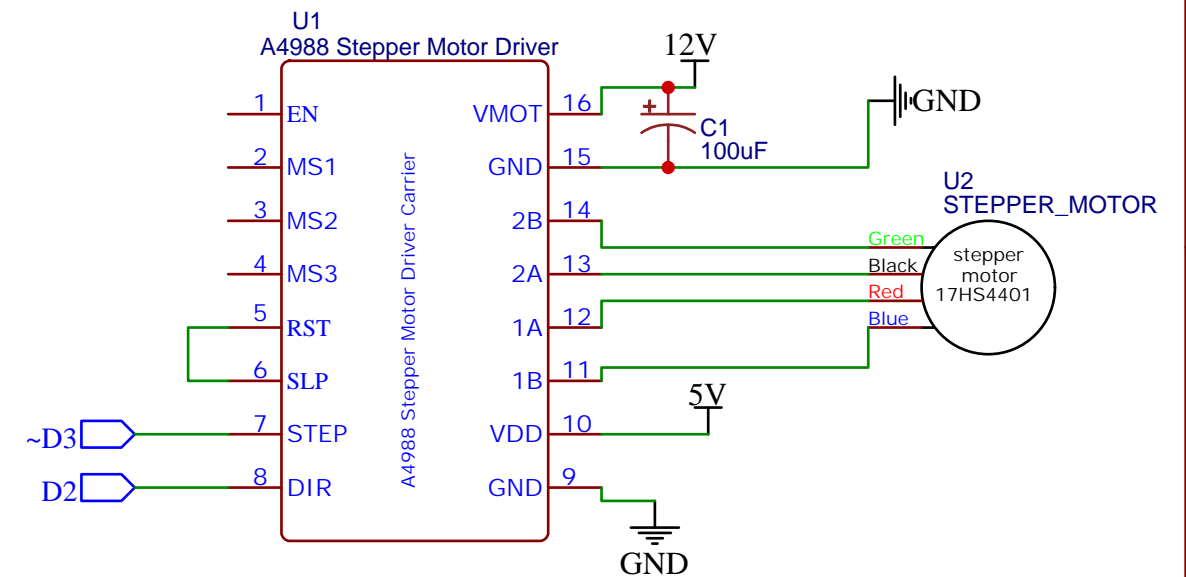 U1
A4988 Stepper Motor Driver
12V
1 EN
VMOT 16
+
C1
100uF
GND
2 MS1
GND 15
3 MS2
2B 14
4 MS3
2A 13
5 RST
1A 12
6 SLP
1B 11
~D3
7 STEP
VDD 10
5V
D2
8 DIR
GND 9
GND
A4988 Stepper Motor Driver Carrier
U2
STEPPER_MOTOR
Green
Black
Red
Blue
stepper
motor
17HS4401